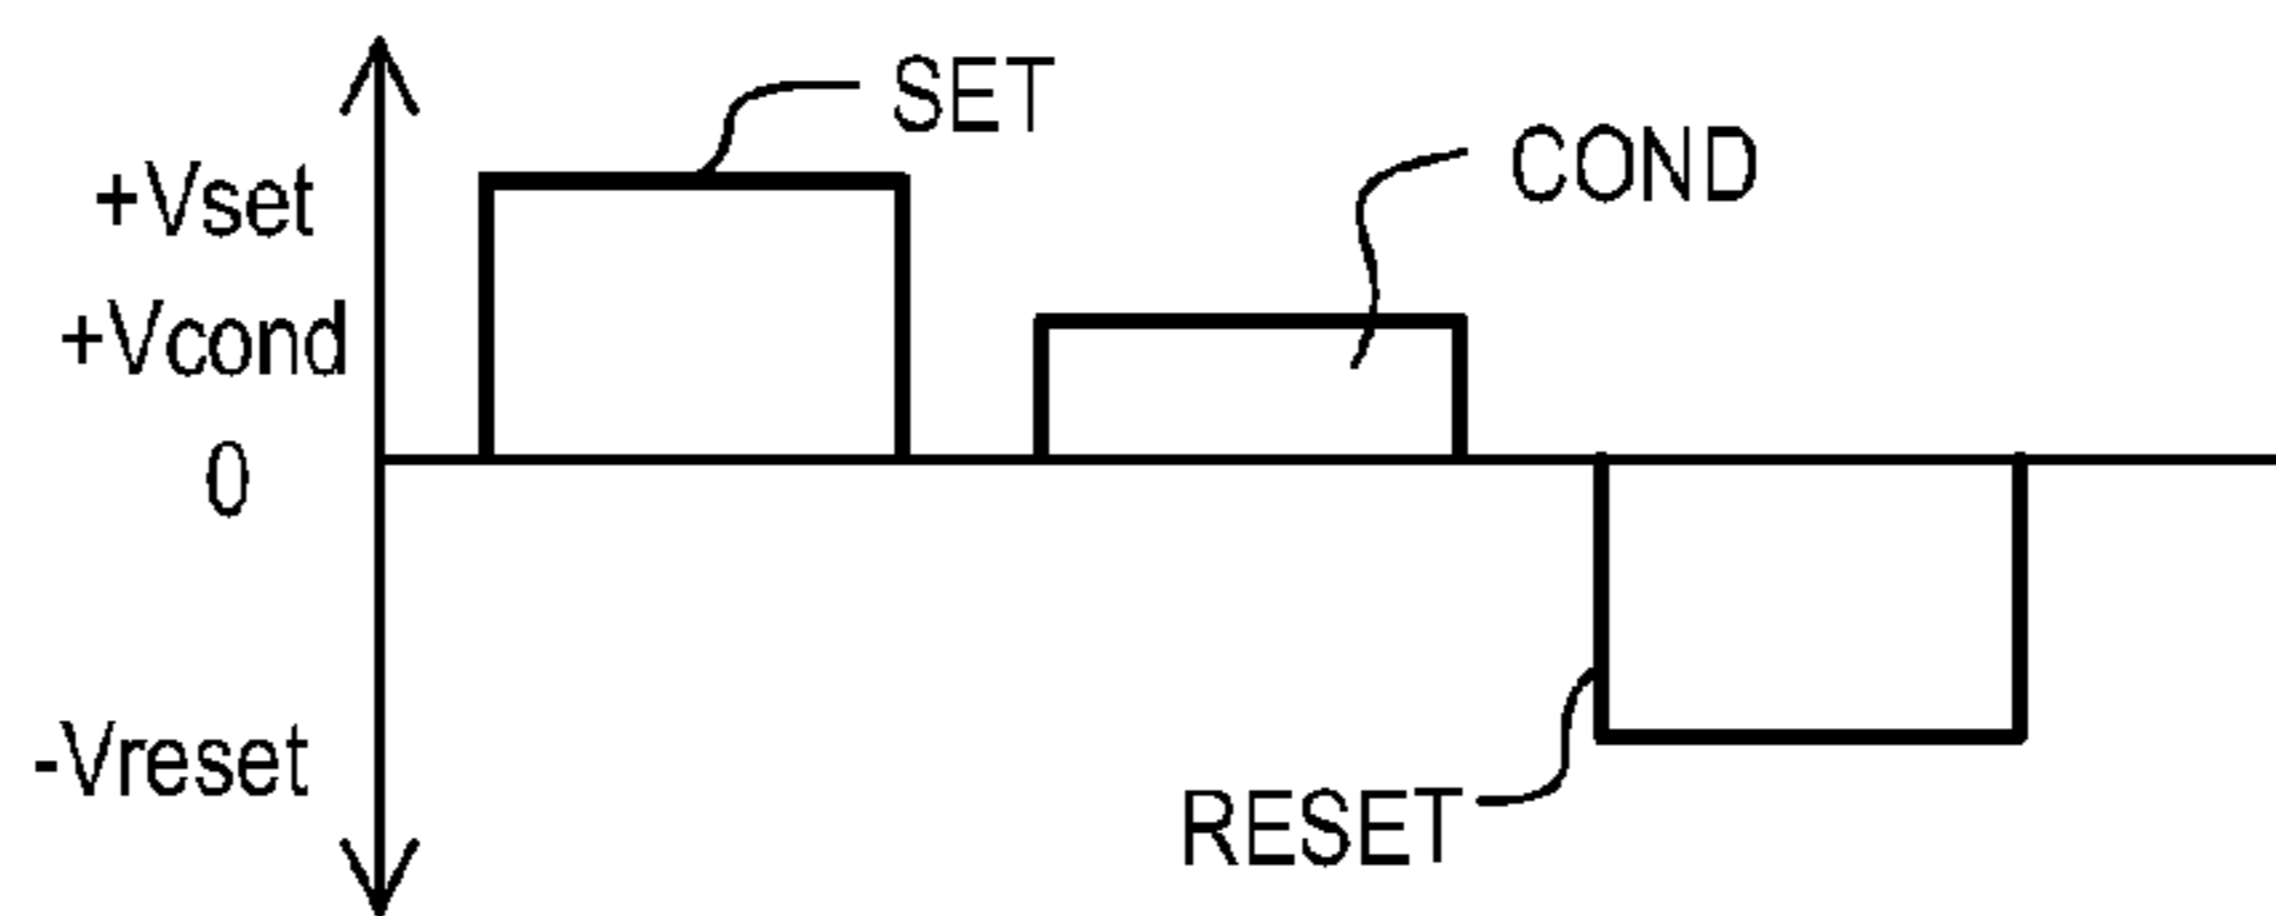 SET
COND
+Vset
+Vcond
0
-Vreset
RESET